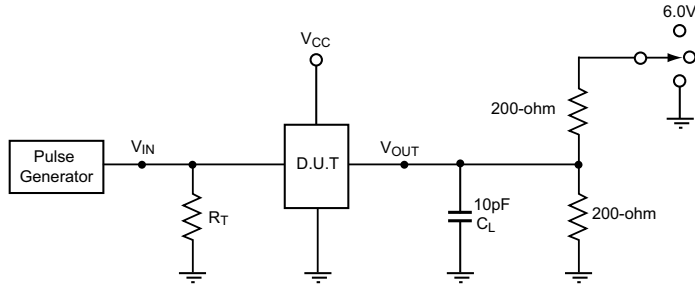 6.0V
VCC
200-ohm
Pulse
Generator
VIN
D.U.T
VOUT
RT
10pF
CL
200-ohm